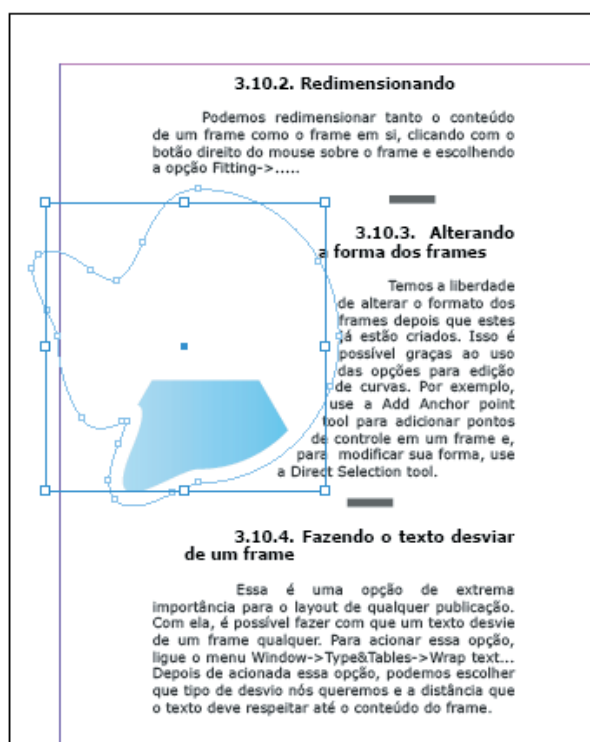 3.10.2. Redimensionando
Podemos redimensionar tanto o conteúdo
de um frame como o frame em si, clicando com o
botão direito do mouse sobre o frame e escolhendo
a opção Fitting->.....
3.10.3. Alterando
a forma dos frames
Temos a liberdade
de alterar o formato dos
frames depois que estes
já estão criados. Isso é
possível graças ao uso
das opções para edição
de curvas. Por exemplo,
use a Add Anchor point
tool para adicionar pontos
de controle em um frame e,
para modificar sua forma, use
a Direct Selection tool.
3.10.4. Fazendo o texto desviar
de um frame
Essa é uma opção de extrema
importância para o layout de qualquer publicação.
Com ela, é possível fazer com que um texto desvie
de um frame qualquer. Para acionar essa opção,
ligue o menu Window->Type&Tables->Wrap text...
Depois de acionada essa opção, podemos escolher
que tipo de desvio nós queremos e a distância que
o texto deve respeitar até o conteúdo do frame.